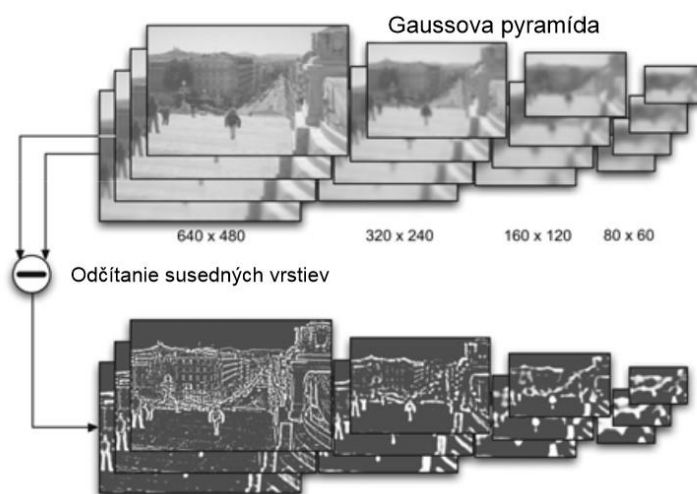 Gaussova pyramída
640 x 480
320 x 240
160 x 120
80 x 60
Odčítanie susedných vrstiev